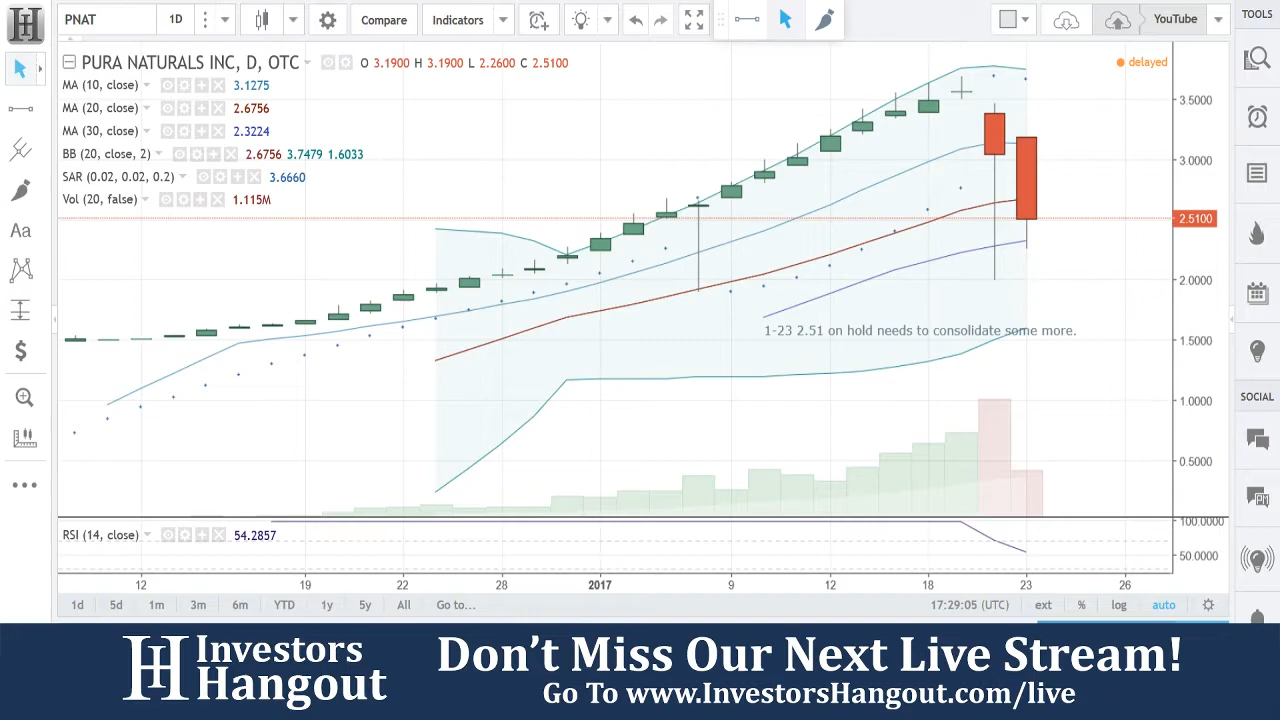 PNAT
1D
Compare
Indicators
YouTube
TOOLS
PURA NATURALS INC, D, OTC
O 3.1900 H 3.1900 L 2.2600 C 2.5100
delayed
MA (10, close) 3.1275
MA (20, close) 2.6756
MA (30, close) 2.3224
BB (20, close, 2) 2.6756 3.7479 1.6033
SAR (0.02, 0.02, 0.2) 3.6660
Vol (20, false) 1.115M
3.5000
3.0000
2.5100
2.0000
1.5000
1.0000
0.5000
Aa
$
1-23 2.51 on hold needs to consolidate some more.
SOCIAL
PM
RSI (14, close) 54.2857
100.0000
50.0000
12 19 22 28 2017 9 12 18 23 26
1d 5d 1m 3m 6m YTD 1y 5y All Go to... 17:29:05 (UTC) ext % log auto
Investors
Hangout
Don't Miss Our Next Live Stream!
Go To www.InvestorsHangout.com/live